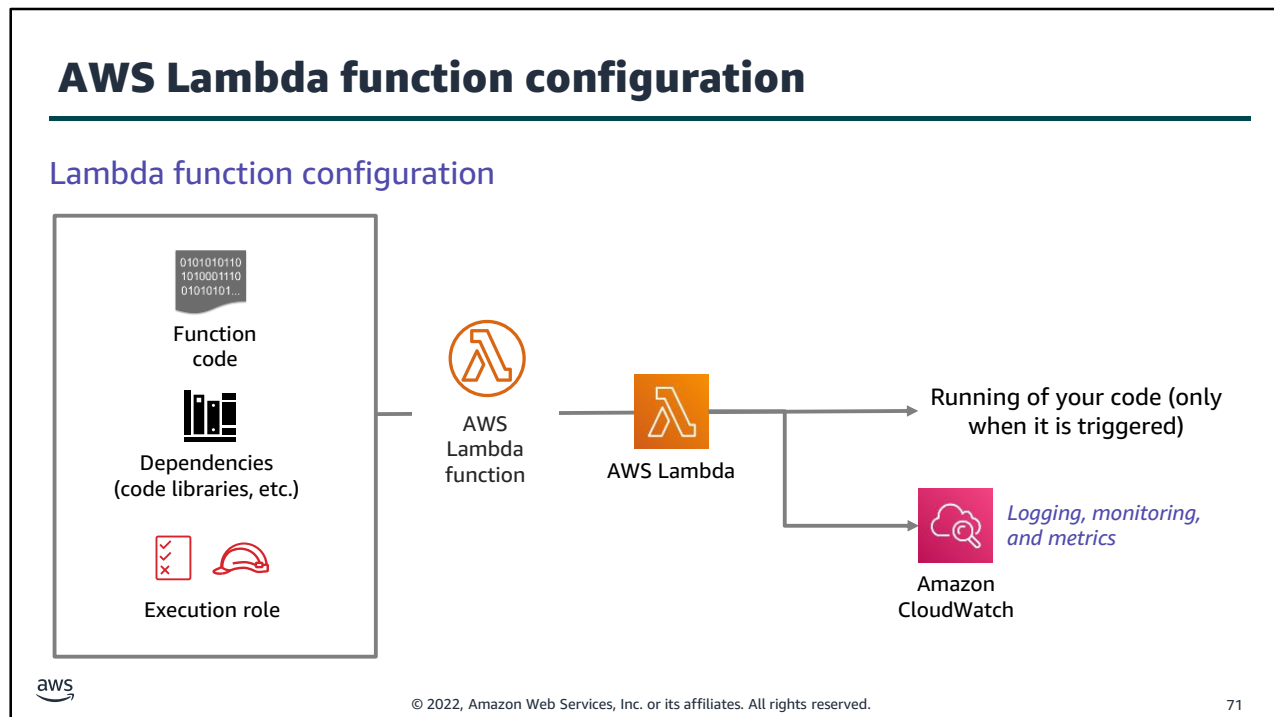 AWS Lambda function configuration
Lambda function configuration
0101010110
1010001110
01010101...
Function
code
Dependencies
(code libraries, etc.)
Execution role
AWS
Lambda
function
AWS Lambda
Running of your code (only
when it is triggered)
Logging, monitoring,
and metrics
Amazon
CloudWatch
aws
© 2022, Amazon Web Services, Inc. or its affiliates. All rights reserved.
71